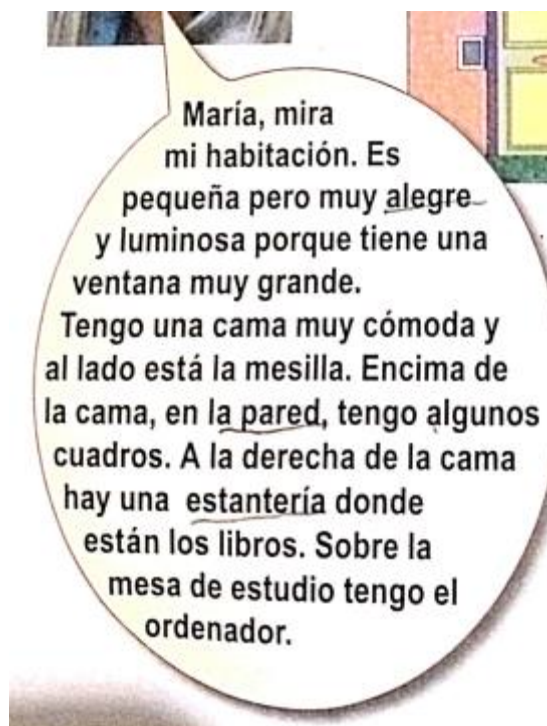 María, mira
mi habitación. Es
pequeña pero muy alegre
y luminosa porque tiene una
ventana muy grande.
Tengo una cama muy cómoda y
al lado está la mesilla. Encima de
la cama, en la pared, tengo algunos
cuadros. A la derecha de la cama
hay una estantería donde
están los libros. Sobre la
mesa de estudio tengo el
ordenador.